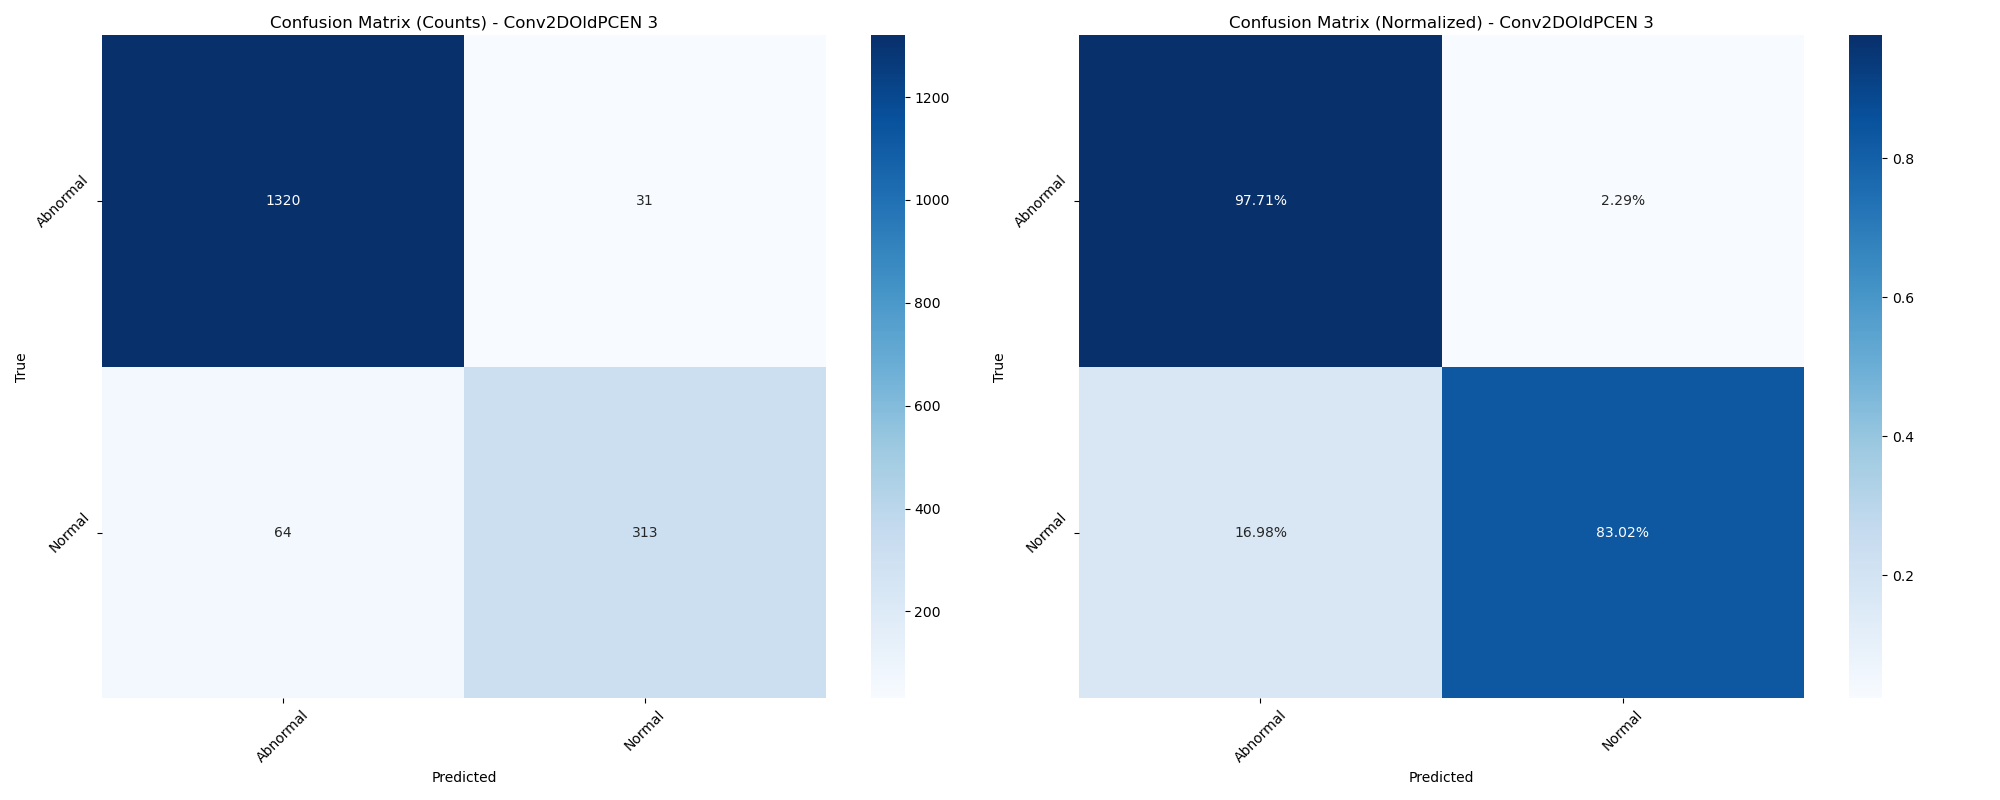 Confusion Matrix (Counts) - Conv2DOldPCEN 3
True
Abnormal
Normal
1320
31
64
313
Abnormal
Normal
Predicted
1200
1000
800
600
400
200
Confusion Matrix (Normalized) - Conv2DOldPCEN 3
True
Abnormal
Normal
97.71%
2.29%
16.98%
83.02%
Abnormal
Normal
Predicted
0.8
0.6
0.4
0.2